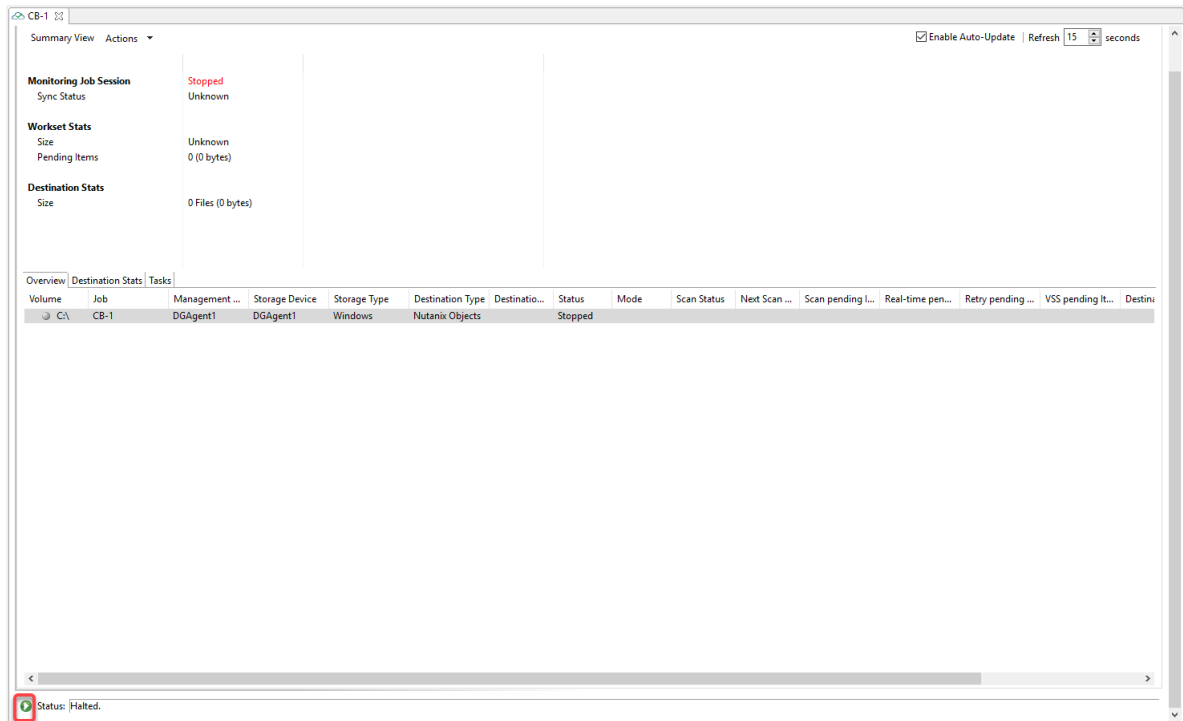 CB-1
Summary View Actions Enable Auto-Update | Refresh 15 seconds
Monitoring Job Session Stopped
Sync Status Unknown
Workset Stats
Size Unknown
Pending Items 0 (0 bytes)
Destination Stats
Size 0 Files (0 bytes)
Overview Destination Stats Tasks
Volume Job Management ... Storage Device Storage Type Destination Type Destinatio... Status Mode Scan Status Next Scan ... Scan pending I... Real-time pen... Retry pending ... VSS pending It... Destina
C:\ CB-1 DGAgent1 DGAgent1 Windows Nutanix Objects Stopped
Status: Halted.